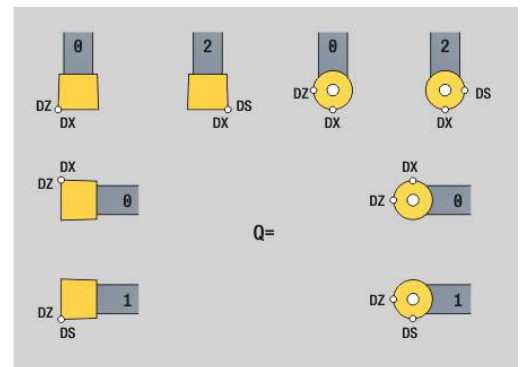 0 2 0 2
DZ DS DZ DS
DX DX DX DX
DX DX
DZ DZ
0 0
Q=
1 1
DZ DZ
DS DS